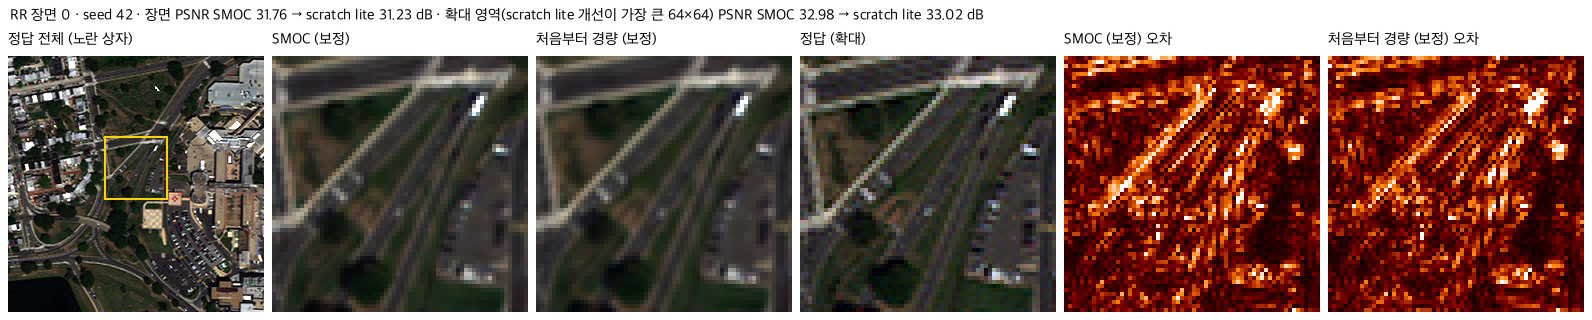 RR 장면 0 · seed 42 · 장면 PSNR SMOC 31.76 → scratch lite 31.23 dB · 확대 영역(scratch lite 개선이 가장 큰 64×64) PSNR SMOC 32.98 → scratch lite 33.02 dB
정답 전체 (노란 상자)
SMOC (보정)
처음부터 경량 (보정)
정답 (확대)
SMOC (보정) 오차
처음부터 경량 (보정) 오차